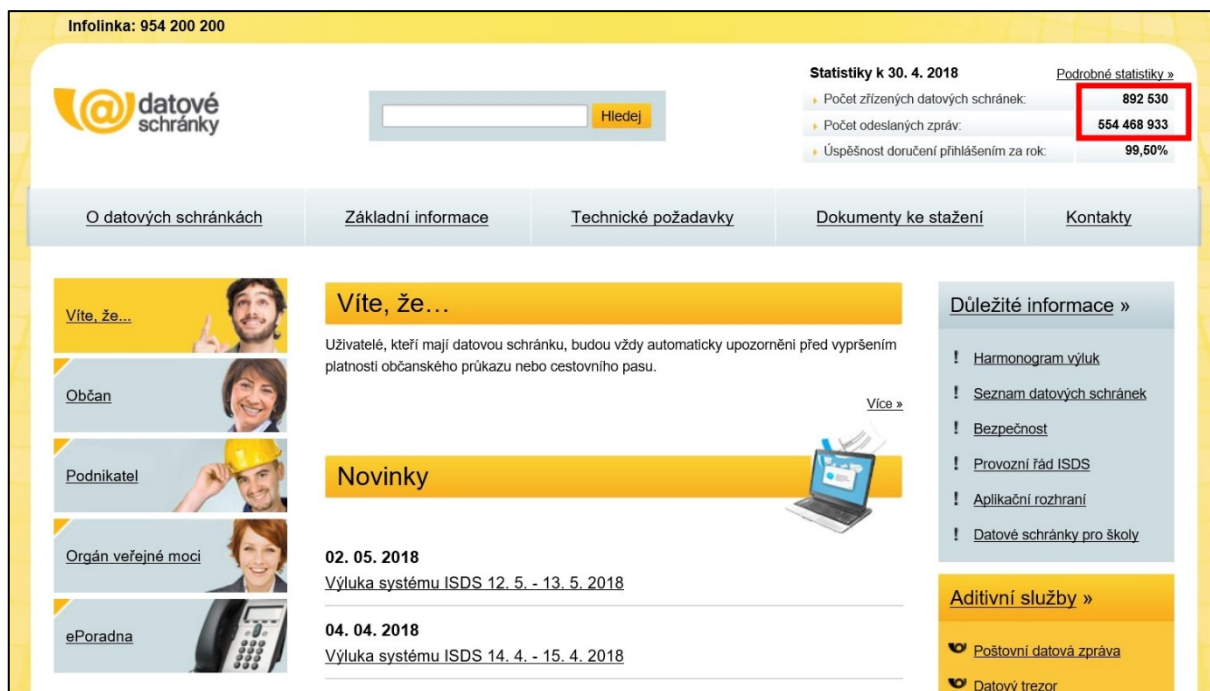 Infolinka: 954 200 200
datové
schránky
Hledej
Statistiky k 30. 4. 2018
Podrobné statistiky »
Počet zřízených datových schránek: 892 530
Počet odeslaných zpráv: 554 468 933
Úspěšnost doručení přihlášením za rok: 99,50%
O datových schránkách
Základní informace
Technické požadavky
Dokumenty ke stažení
Kontakty
Víte, že...
Občan
Podnikatel
Orgán veřejné moci
ePoradna
Víte, že…
Uživatelé, kteří mají datovou schránku, budou vždy automaticky upozorněni před vypršením
platnosti občanského průkazu nebo cestovního pasu.
Více »
Novinky
02. 05. 2018
Výluka systému ISDS 12. 5. - 13. 5. 2018
04. 04. 2018
Výluka systému ISDS 14. 4. - 15. 4. 2018
Důležité informace »
! Harmonogram výluk
! Seznam datových schránek
! Bezpečnost
! Provozní řád ISDS
! Aplikační rozhraní
! Datové schránky pro školy
Aditivní služby »
Poštovní datová zpráva
Datový trezor